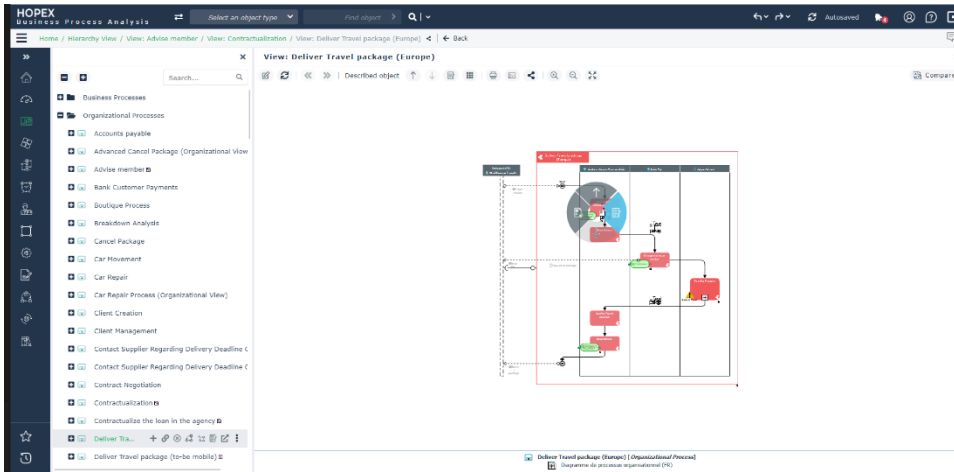 HOPEX
Business Process Analysis
Select an object type
Find object
Autosaved
Home / Hierarchy View / View: Advise member / View: Contractualization / View: Deliver Travel package (Europe)
Back
View: Deliver Travel package (Europe)
Search...
Described object
Compare
Business Processes
Organizational Processes
Accounts payable
Advanced Cancel Package (Organizational View
Advise member
Bank Customer Payments
Boutique Process
Breakdown Analysis
Cancel Package
Car Movement
Car Repair
Car Repair Process (Organizational View)
Client Creation
Client Management
Contact Supplier Regarding Delivery Deadline C
Contact Supplier Regarding Delivery Deadline C
Contract Negotiation
Contractualization
Contractualize the loan in the agency
Deliver Tra...
Deliver Travel package (to-be mobile)
Deliver Travel package (Europe) [Organizational Process]
Diagramme de processus organisationnel (FR)